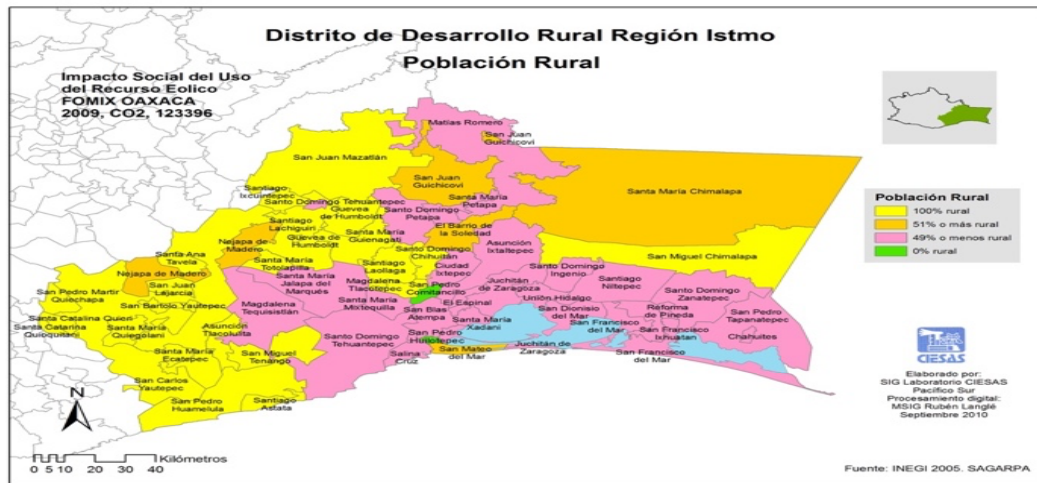 Distrito de Desarrollo Rural Región Istmo
Población Rural
Impacto Social del Uso
del Recurso Eolico
FOMIX OAXACA
2009, CO2, 123396
Matías Romero
San Juan
Guichicovi
San Juan Mazatlán
San Juan
Guichicovi
Santa María Chimalapa
Santiago
Ixcuintepec
Santo Domingo Tehuantepec
Guevea
de Humboldt
Santo Domingo
Petapa
Santa María
Petapa
El Barrio de
la Soledad
Santiago
Lachiguiri
Guevea de
Humboldt
Santa María
Guienagati
Nejapa de
Madero
Santa Ana
Tavela
Santo Domingo
Chihuitán
Asunción
Ixtaltepec
San Miguel Chimalapa
Santa María
Totolapilla
Santiago
Laollaga
Ciudad
Ixtepec
Nejapa de Madero
San Juan
Lajarcia
Santa María
Jalapa del
Marqués
Magdalena
Tlacotepec
San Pedro
Comitancillo
Juchitán
de Zaragoza
Santo Domingo
Ingenio
Santiago
Niltepec
Santo Domingo
Zanatepec
San Pedro Martir
Quiechapa
San Bartolo Yautepec
Magdalena
Tequisistlán
Santa María
Mixtequilla
San Blas
Atempa
El Espinal
Unión Hidalgo
Santa María
Xadani
San Dionisio
del Mar
Reforma
de Pineda
San Pedro
Tapanatepec
Santa Catalina Quieri
Santa Catarina
Quioquitani
Santa María
Quiegolani
Asunción
Tlacolulita
Santo Domingo
Tehuantepec
San Pedro
Huilotepec
San Francisco
del Mar
San Francisco
Ixhuatan
Chahuites
Santa María
Ecatepec
San Miguel
Tenango
Salina
Cruz
San Mateo
del Mar
Juchitán de
Zaragoza
San Francisco
del Mar
San Carlos
Yautepec
San Pedro
Huamelula
Santiago
Astata
Población Rural
100% rural
51% o más rural
49% o menos rural
0% rural
CIESAS
Elaborado por:
SIG Laboratorio CIESAS
Pacífico Sur
Procesamiento digital:
MSIG Rubén Langlé
Septiembre 2010
N
Kilómetros
0 5 10 20 30 40
Fuente: INEGI 2005. SAGARPA